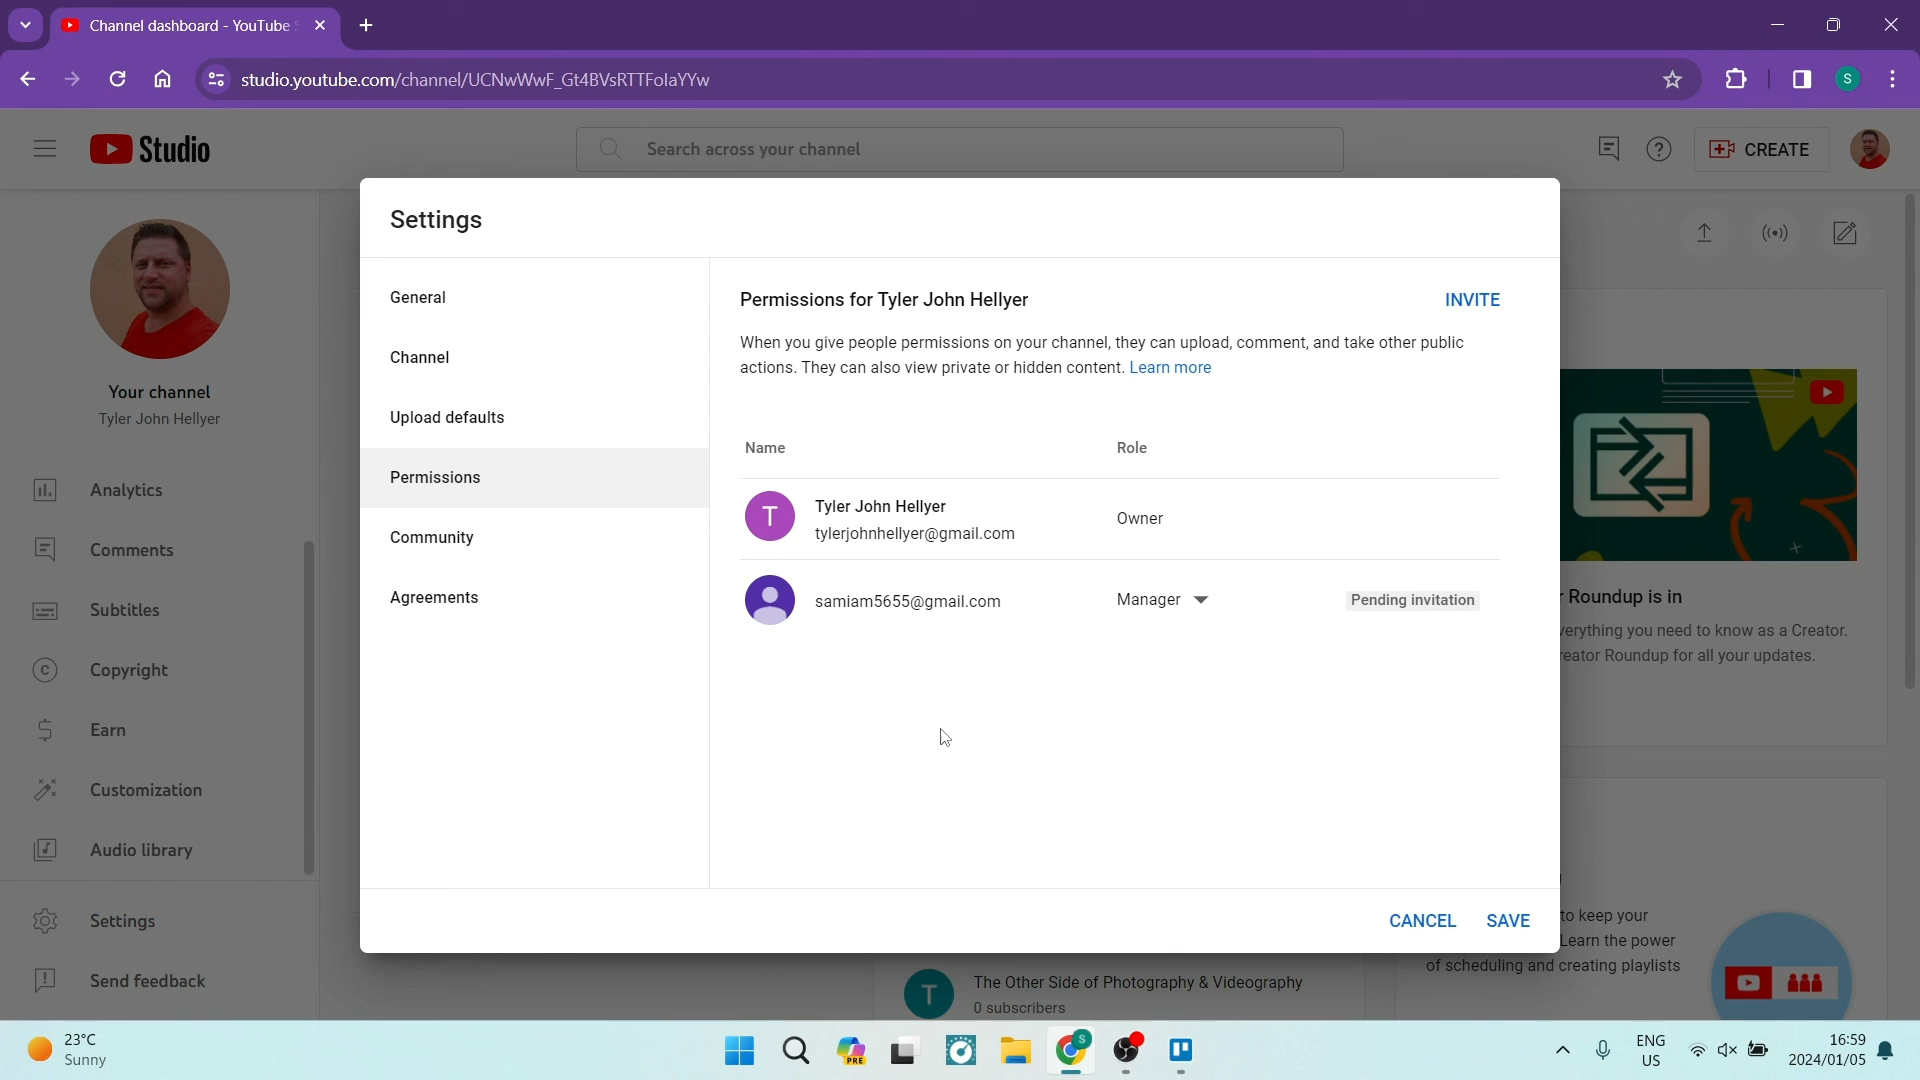 Channel dashboard - YouTube
studio.youtube.com/channel/UCNwWwF_Gt4BVsRTTFolaYYw
S
Studio
Search across your channel
CREATE
Your channel
Tyler John Hellyer
Analytics
Comments
Subtitles
Copyright
Earn
Customization
Audio library
Settings
Send feedback
Settings
General
Channel
Upload defaults
Permissions
Community
Agreements
Permissions for Tyler John Hellyer
INVITE
When you give people permissions on your channel, they can upload, comment, and take other public
actions. They can also view private or hidden content. Learn more
Name
Role
T
Tyler John Hellyer
tylerjohnhellyer@gmail.com
Owner
samiam5655@gmail.com
Manager
Pending invitation
CANCEL
SAVE
Roundup is in
verything you need to know as a Creator.
reator Roundup for all your updates.
to keep your
Learn the power
of scheduling and creating playlists
T
The Other Side of Photography & Videography
0 subscribers
23°C
Sunny
PRE
S
ENG
US
16:59
2024/01/05